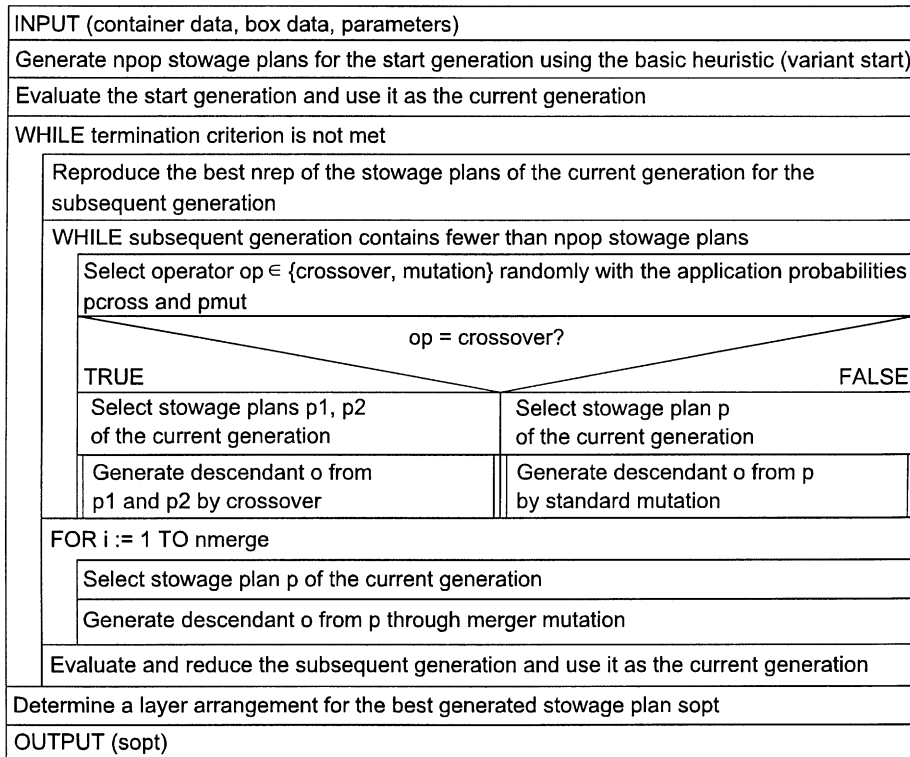 INPUT (container data, box data, parameters)
Generate npop stowage plans for the start generation using the basic heuristic (variant start)
Evaluate the start generation and use it as the current generation
WHILE termination criterion is not met
Reproduce the best nrep of the stowage plans of the current generation for the
subsequent generation
WHILE subsequent generation contains fewer than npop stowage plans
Select operator op ∈ {crossover, mutation} randomly with the application probabilities
pcross and pmut
op = crossover?
TRUE
FALSE
Select stowage plans p1, p2
of the current generation
Select stowage plan p
of the current generation
Generate descendant o from
p1 and p2 by crossover
Generate descendant o from p
by standard mutation
FOR i := 1 TO nmerge
Select stowage plan p of the current generation
Generate descendant o from p through merger mutation
Evaluate and reduce the subsequent generation and use it as the current generation
Determine a layer arrangement for the best generated stowage plan sopt
OUTPUT (sopt)